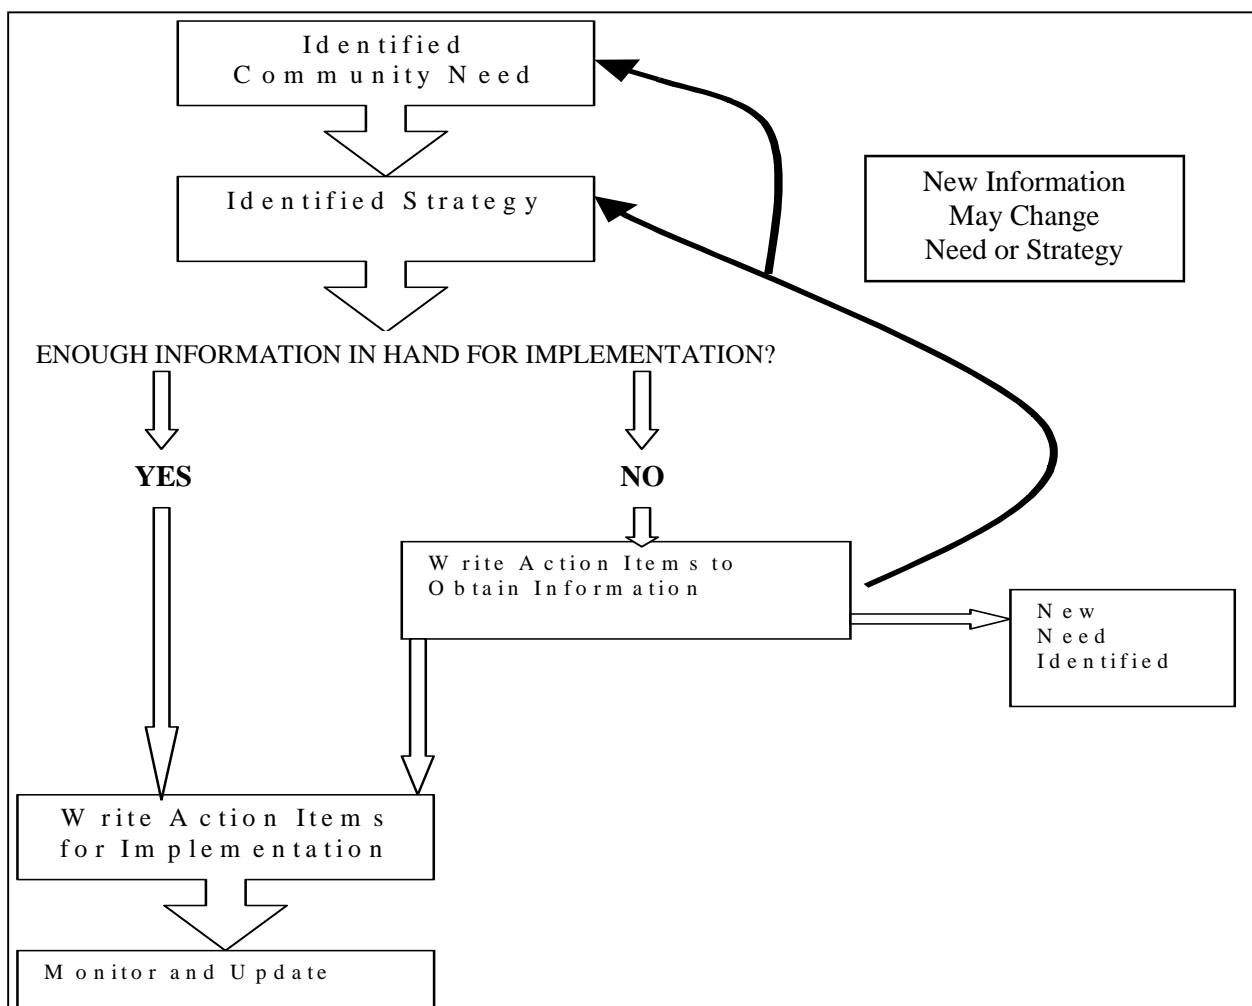 Identified
Community Need
Identified Strategy
New Information
May Change
Need or Strategy
ENOUGH INFORMATION IN HAND FOR IMPLEMENTATION?
YES
NO
Write Action Items to
Obtain Information
New
Need
Identified
Write Action Items
for Implementation
Monitor and Update